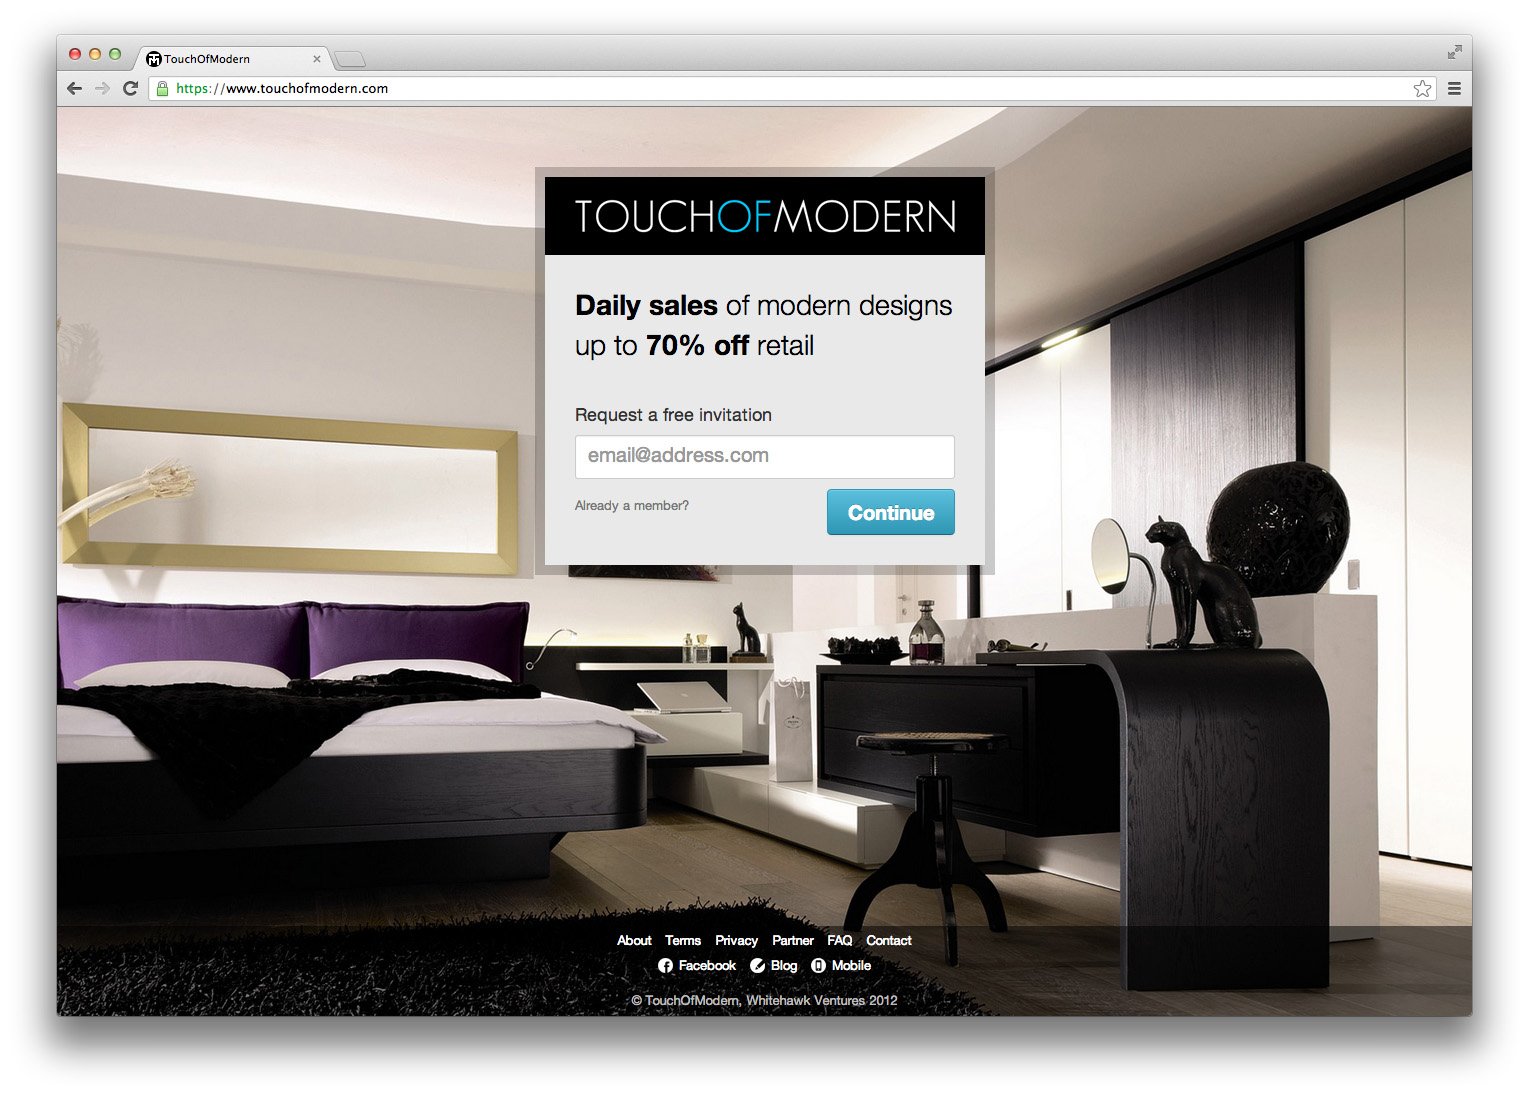 TouchOfModern
https://www.touchofmodern.com
TOUCHOFMODERN
Daily sales of modern designs
up to 70% off retail
Request a free invitation
email@address.com
Already a member?
Continue
About Terms Privacy Partner FAQ Contact
Facebook Blog Mobile
© TouchOfModern, Whitehawk Ventures 2012